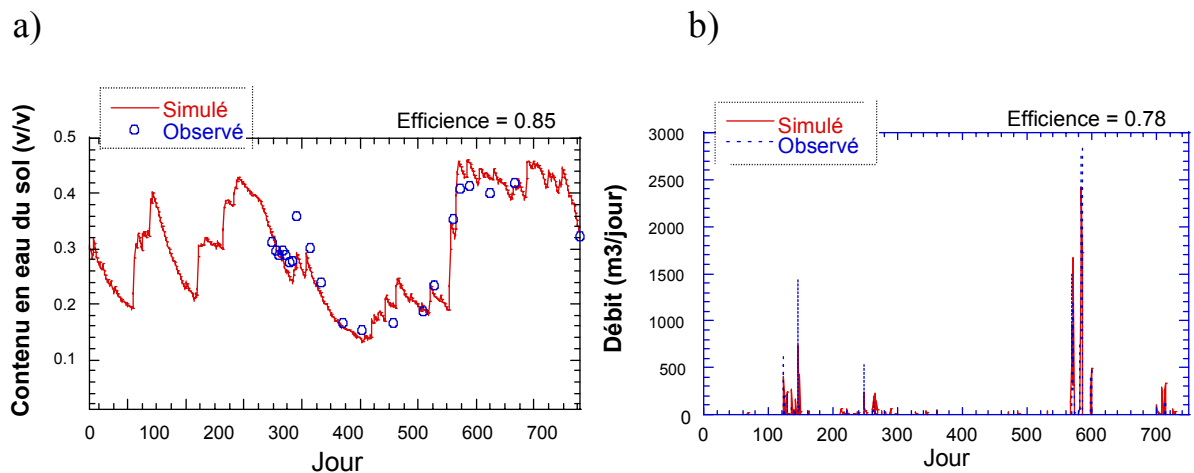 a)
Simulé
Observé
Efficience = 0.85
Contenu en eau du sol (v/v)
0.5
0.4
0.3
0.2
0.1
0 100 200 300 400 500 600 700
Jour
b)
Simulé
Observé
Efficience = 0.78
Débit (m3/jour)
3000
2500
2000
1500
1000
500
0
0 100 200 300 400 500 600 700
Jour